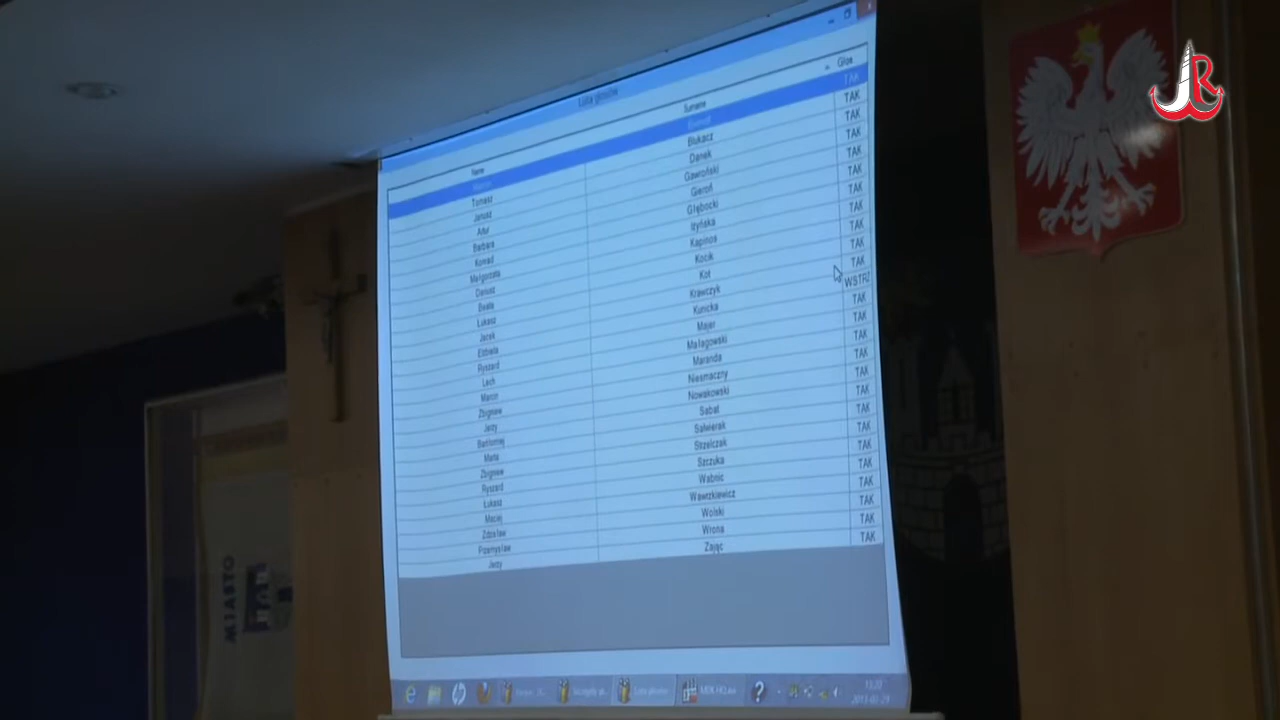 Lista głosów
Name Surname Głos
TAK
Tomasz Błukacz TAK
Janusz Danek TAK
Artur Gawroński TAK
Barbara Gieroń TAK
Konrad Głębocki TAK
Małgorzata Iżyńska TAK
Dariusz Kapinos TAK
Beata Kocik TAK
Łukasz Kot TAK
Jacek Krawczyk TAK
Elżbieta Kunicka WSTRZ
Ryszard Majer TAK
Lech Małagowski TAK
Marcin Maranda TAK
Zbigniew Niesmaczny TAK
Jerzy Nowakowski TAK
Bartłomiej Sabat TAK
Marta Salwierak TAK
Zbigniew Strzelczak TAK
Ryszard Szczuka TAK
Łukasz Wabnic TAK
Maciej Wawrzkiewicz TAK
Zdzisław Wolski TAK
Przemysław Wrona TAK
Jerzy Zając TAK
MIASTO